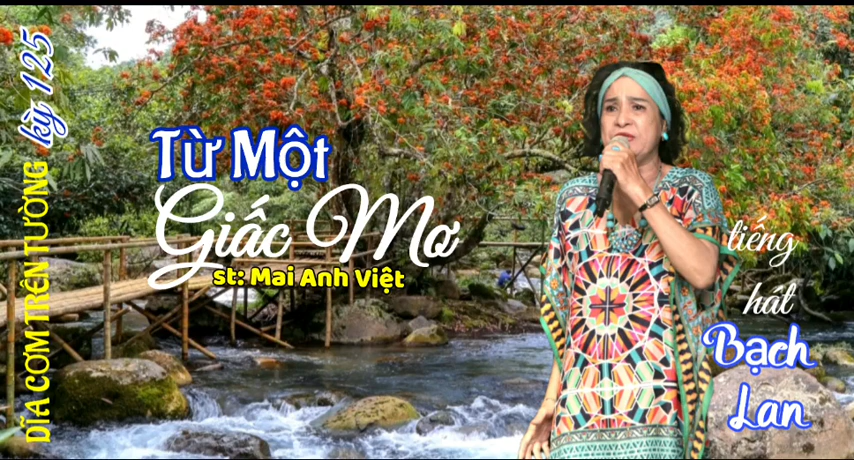 DĨA CƠM TRÊN TƯỜNG kỳ 125
Từ Một
Giấc Mơ
st: Mai Anh Việt
tiếng
hát
Bạch
Lan